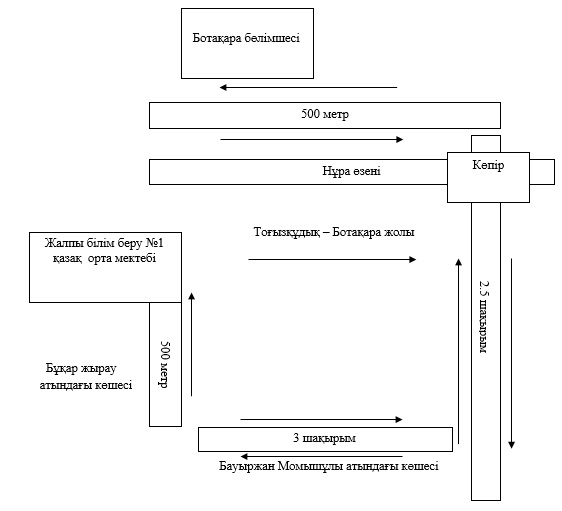 Ботақара бөлімшесі
500 метр
Нұра өзені
Көпір
Тоғызқұдық – Ботақара жолы
Жалпы білім беру №1
қазақ орта мектебі
2.5 шақырым
500 метр
Бұқар жырау
атындағы көшесі
3 шақырым
Бауыржан Момышұлы атындағы көшесі